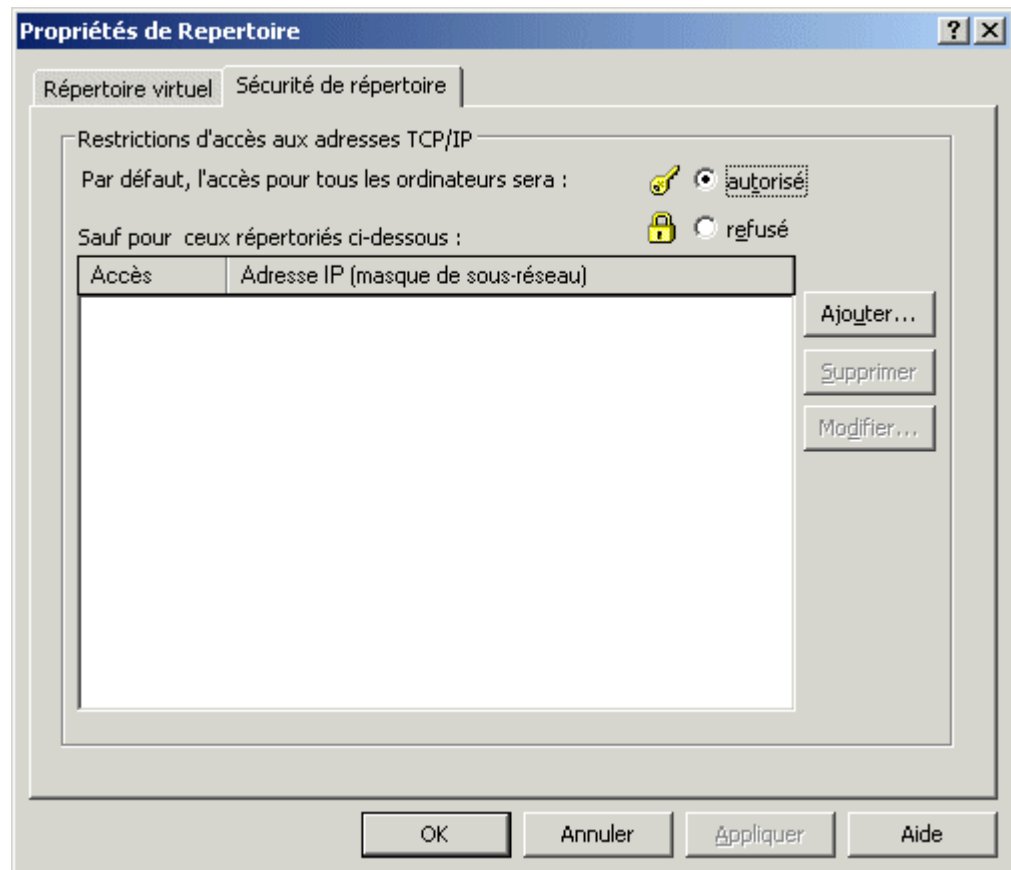 Propriétés de Repertoire
Répertoire virtuel Sécurité de répertoire
Restrictions d'accès aux adresses TCP/IP
Par défaut, l'accès pour tous les ordinateurs sera : autorisé
refusé
Sauf pour ceux répertoriés ci-dessous :
Accès Adresse IP (masque de sous-réseau)
Ajouter...
Supprimer
Modifier...
OK Annuler Appliquer Aide